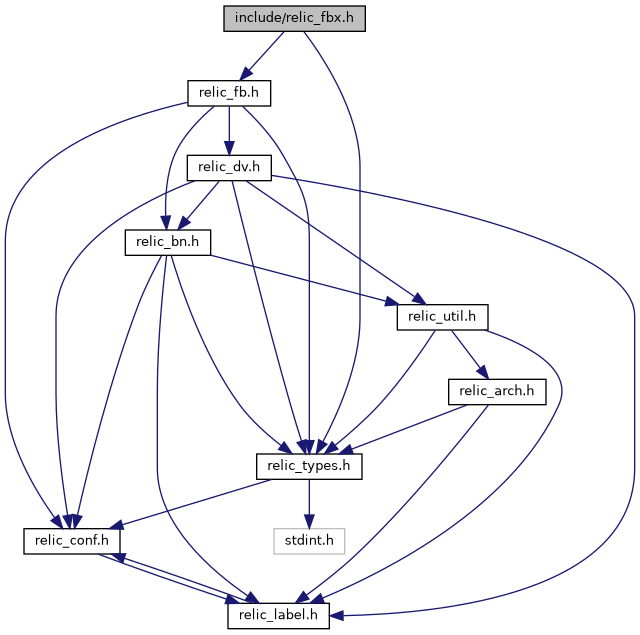 include/relic_fbx.h
relic_fb.h
relic_dv.h
relic_bn.h
relic_util.h
relic_arch.h
relic_types.h
relic_conf.h
stdint.h
relic_label.h